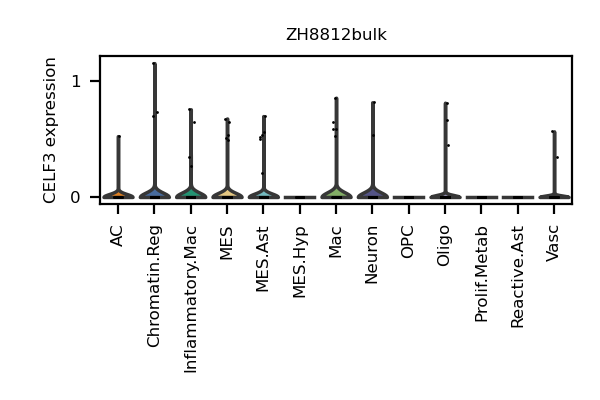 ZH8812bulk
CELF3 expression
1
0
AC
Chromatin.Reg
Inflammatory.Mac
MES
MES.Ast
MES.Hyp
Mac
Neuron
OPC
Oligo
Prolif.Metab
Reactive.Ast
Vasc